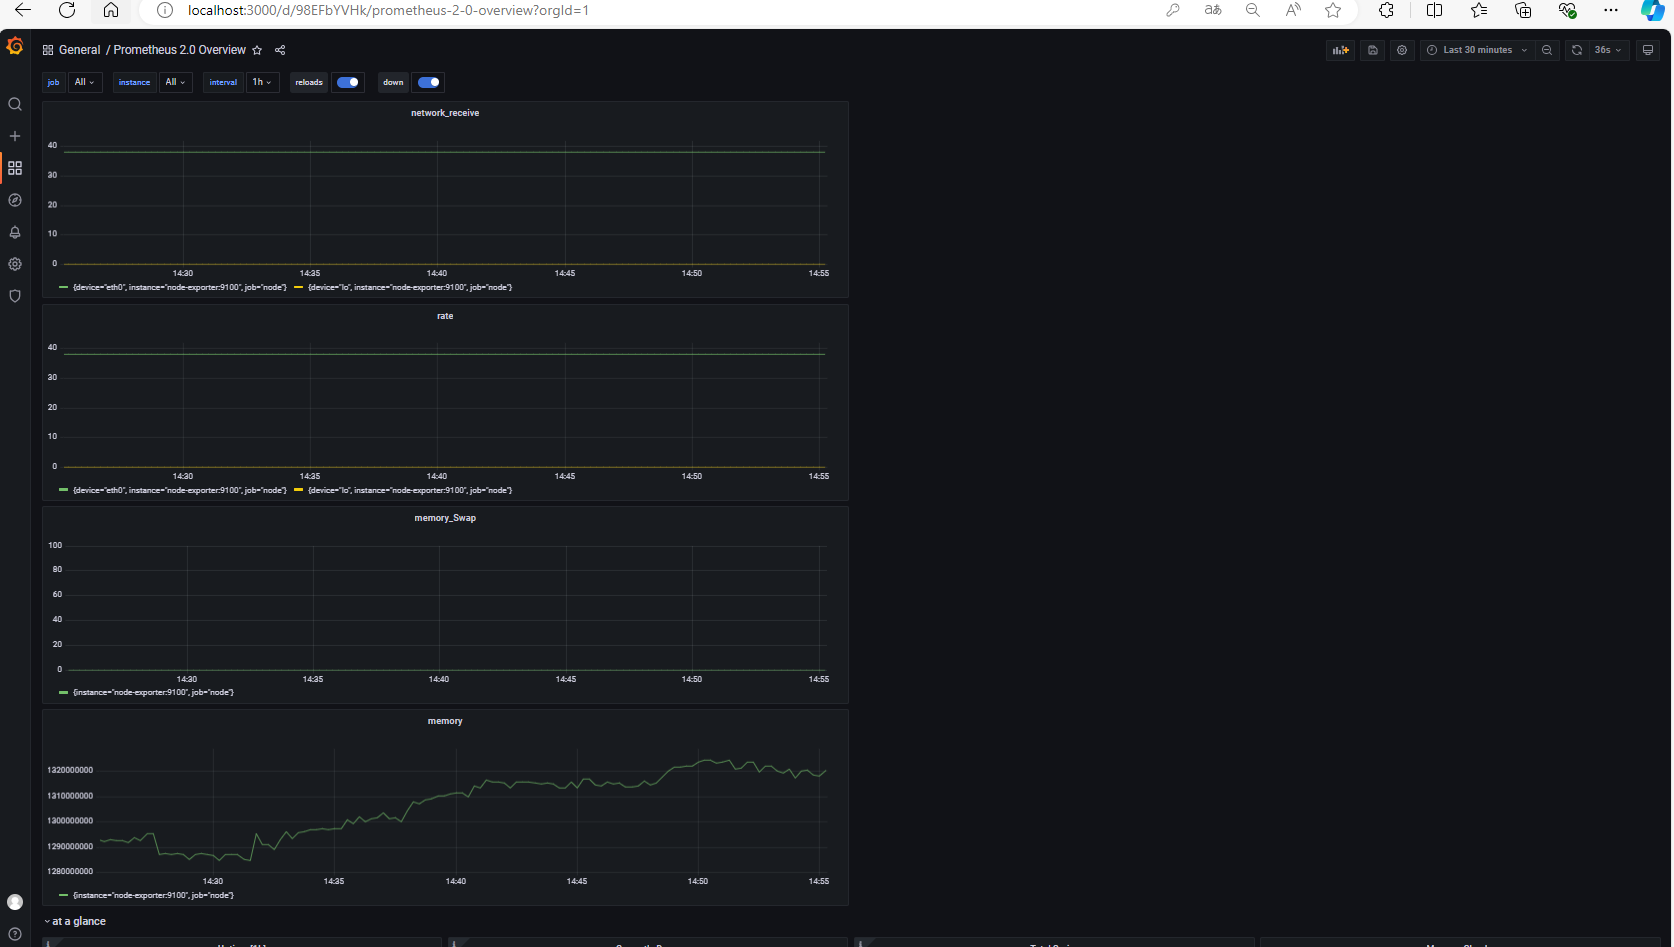 localhost:3000/d/98EFbYVHk/prometheus-2-0-overview?orgId=1
General / Prometheus 2.0 Overview
Last 30 minutes
36s
job All instance All interval 1h reloads down
network_receive
40
30
20
10
0
14:30 14:35 14:40 14:45 14:50 14:55
{device="eth0", instance="node-exporter:9100", job="node"} {device="lo", instance="node-exporter:9100", job="node"}
rate
40
30
20
10
0
14:30 14:35 14:40 14:45 14:50 14:55
{device="eth0", instance="node-exporter:9100", job="node"} {device="lo", instance="node-exporter:9100", job="node"}
memory_Swap
100
80
60
40
20
0
14:30 14:35 14:40 14:45 14:50 14:55
{instance="node-exporter:9100", job="node"}
memory
1320000000
1310000000
1300000000
1290000000
1280000000
14:30 14:35 14:40 14:45 14:50 14:55
{instance="node-exporter:9100", job="node"}
at a glance